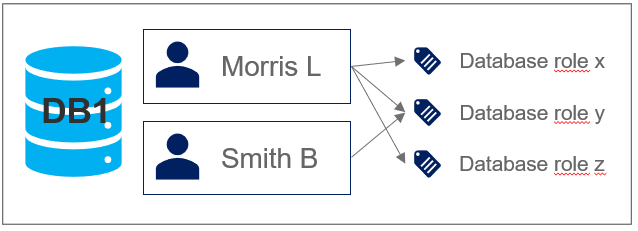 DB1
Morris L
Smith B
Database role x
Database role y
Database role z